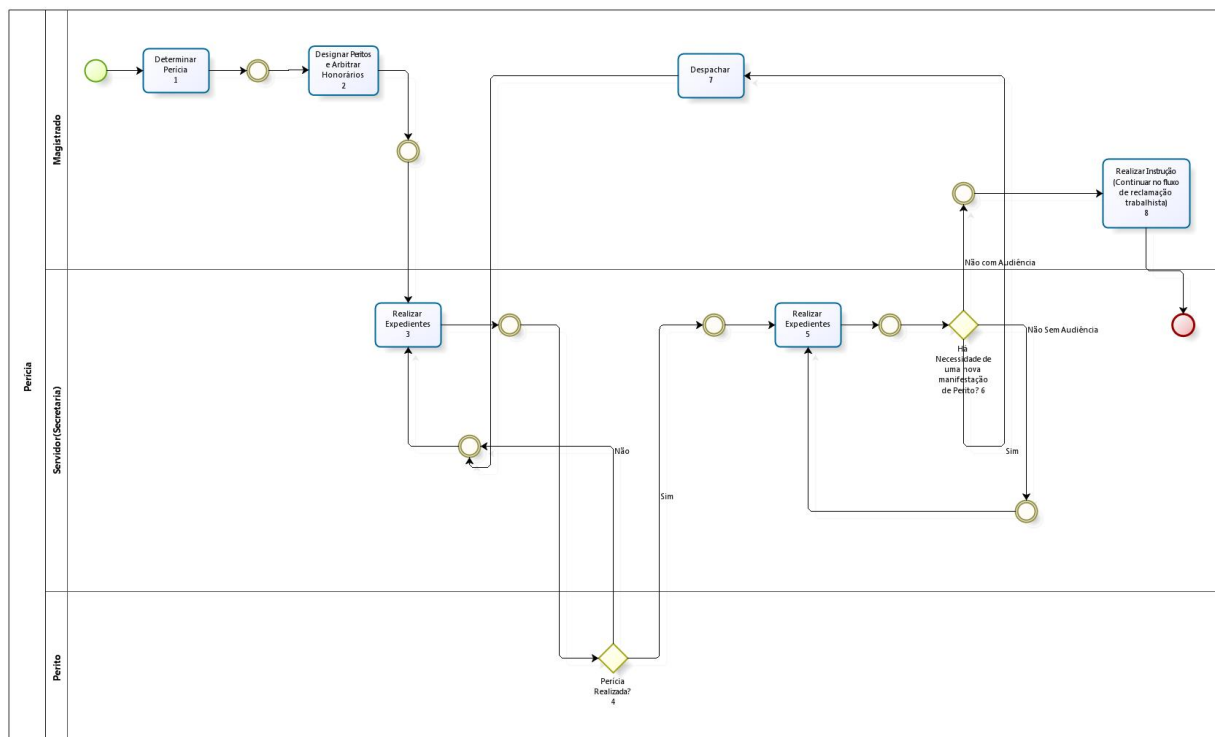 Perícia
Magistrado
Servidor(Secretaria)
Perito
Determinar
Perícia
1
Designar Peritos
e Arbitrar
Honorários
2
Despachar
7
Realizar Instrução
(Continuar no fluxo
de reclamação
trabalhista)
8
Não com Audiência
Realizar
Expedientes
3
Realizar
Expedientes
5
Não Sem Audiência
Há
Necessidade de
uma nova
manifestação
de Perito? 6
Não
Sim
Sim
Perícia
Realizada?
4